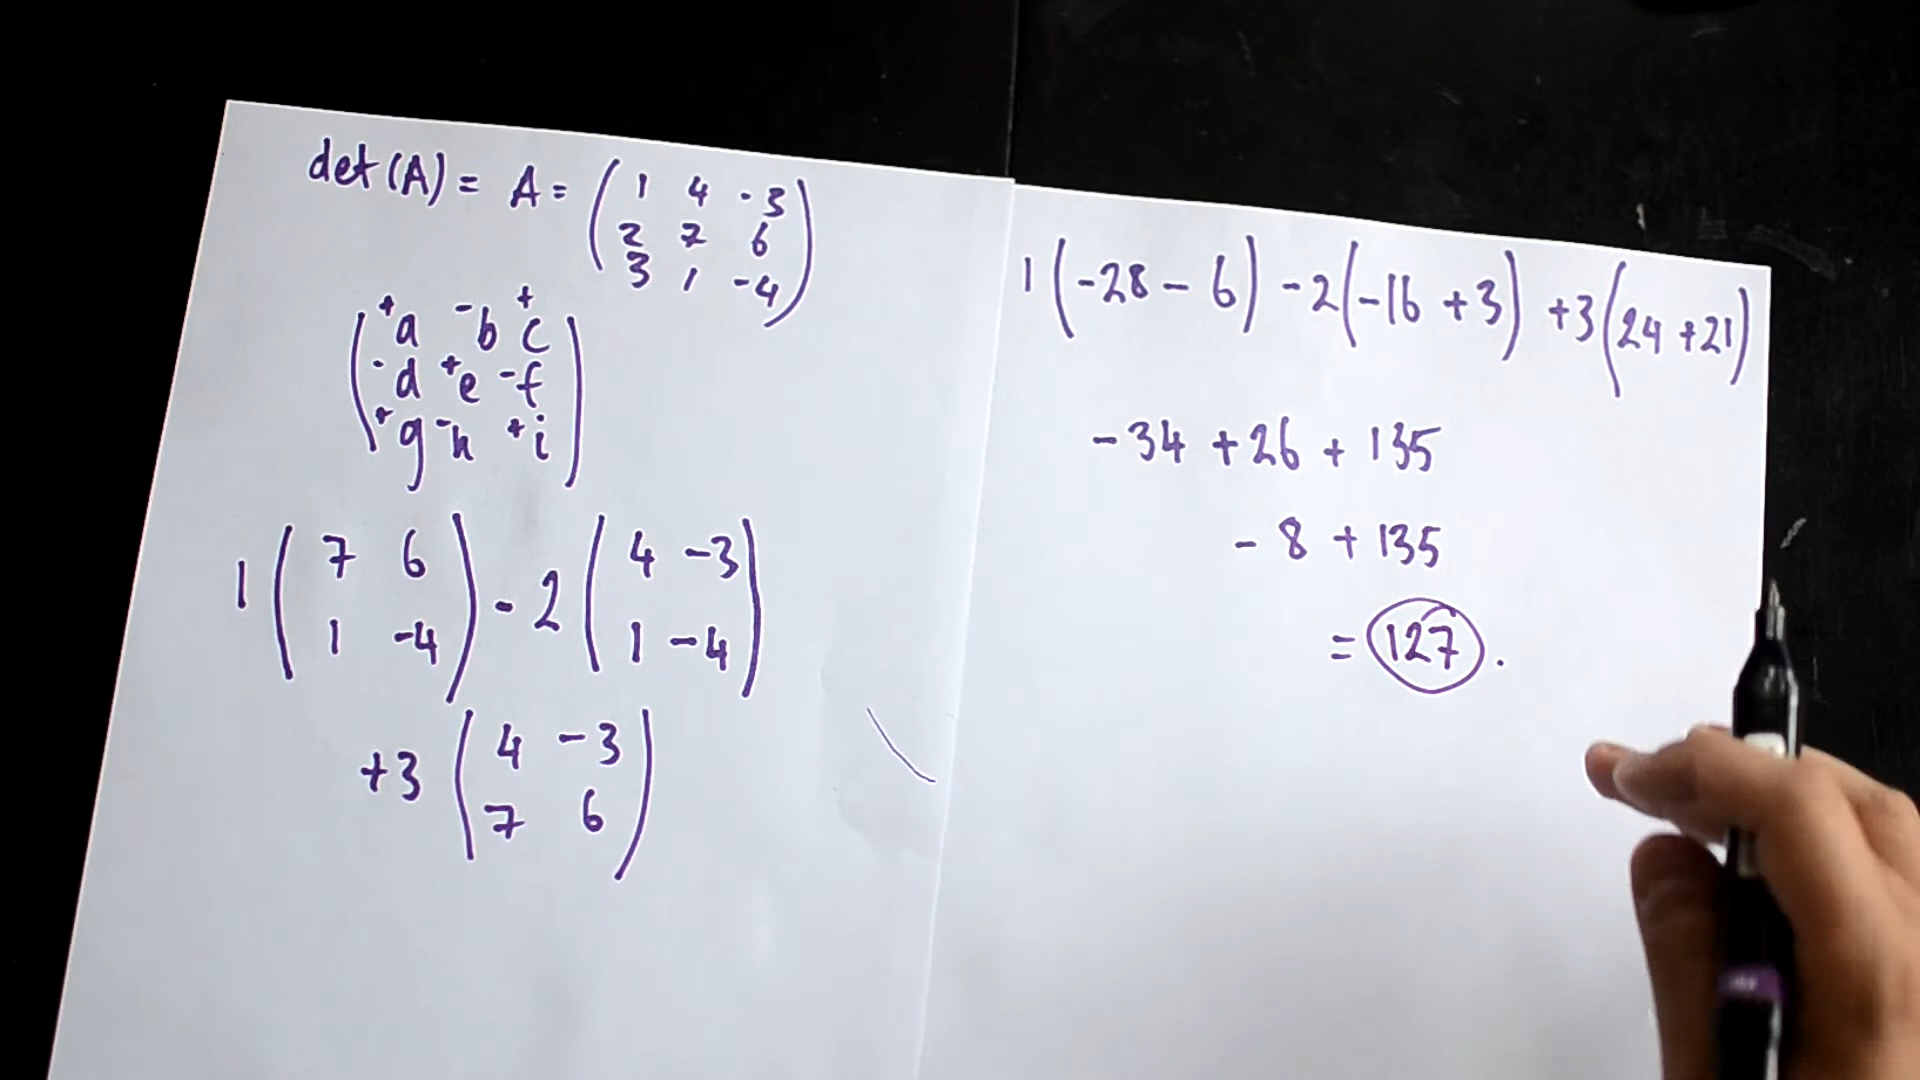 det(A) = A = ( 1 4 -3
2 7 6
3 1 -4 )
( +a -b +c
-d +e -f
+g -h +i )
1 ( 7 6
1 -4 ) - 2 ( 4 -3
1 -4 )
+3 ( 4 -3
7 6 )
1 (-28 - 6) -2(-16 +3) +3(24 +21)
-34 +26 + 135
- 8 + 135
= 127.